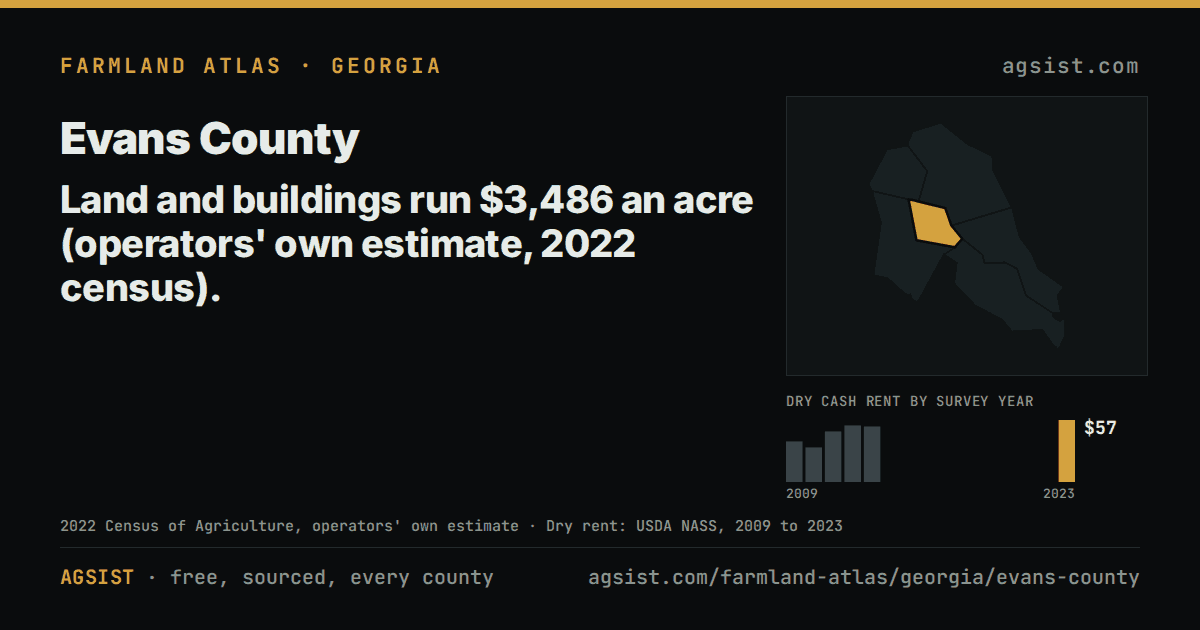 FARMLAND ATLAS · GEORGIA
agsist.com
Evans County
Land and buildings run $3,486 an acre
(operators' own estimate, 2022
census).
DRY CASH RENT BY SURVEY YEAR
$57
2009
2023
2022 Census of Agriculture, operators' own estimate · Dry rent: USDA NASS, 2009 to 2023
AGSIST · free, sourced, every county
agsist.com/farmland-atlas/georgia/evans-county